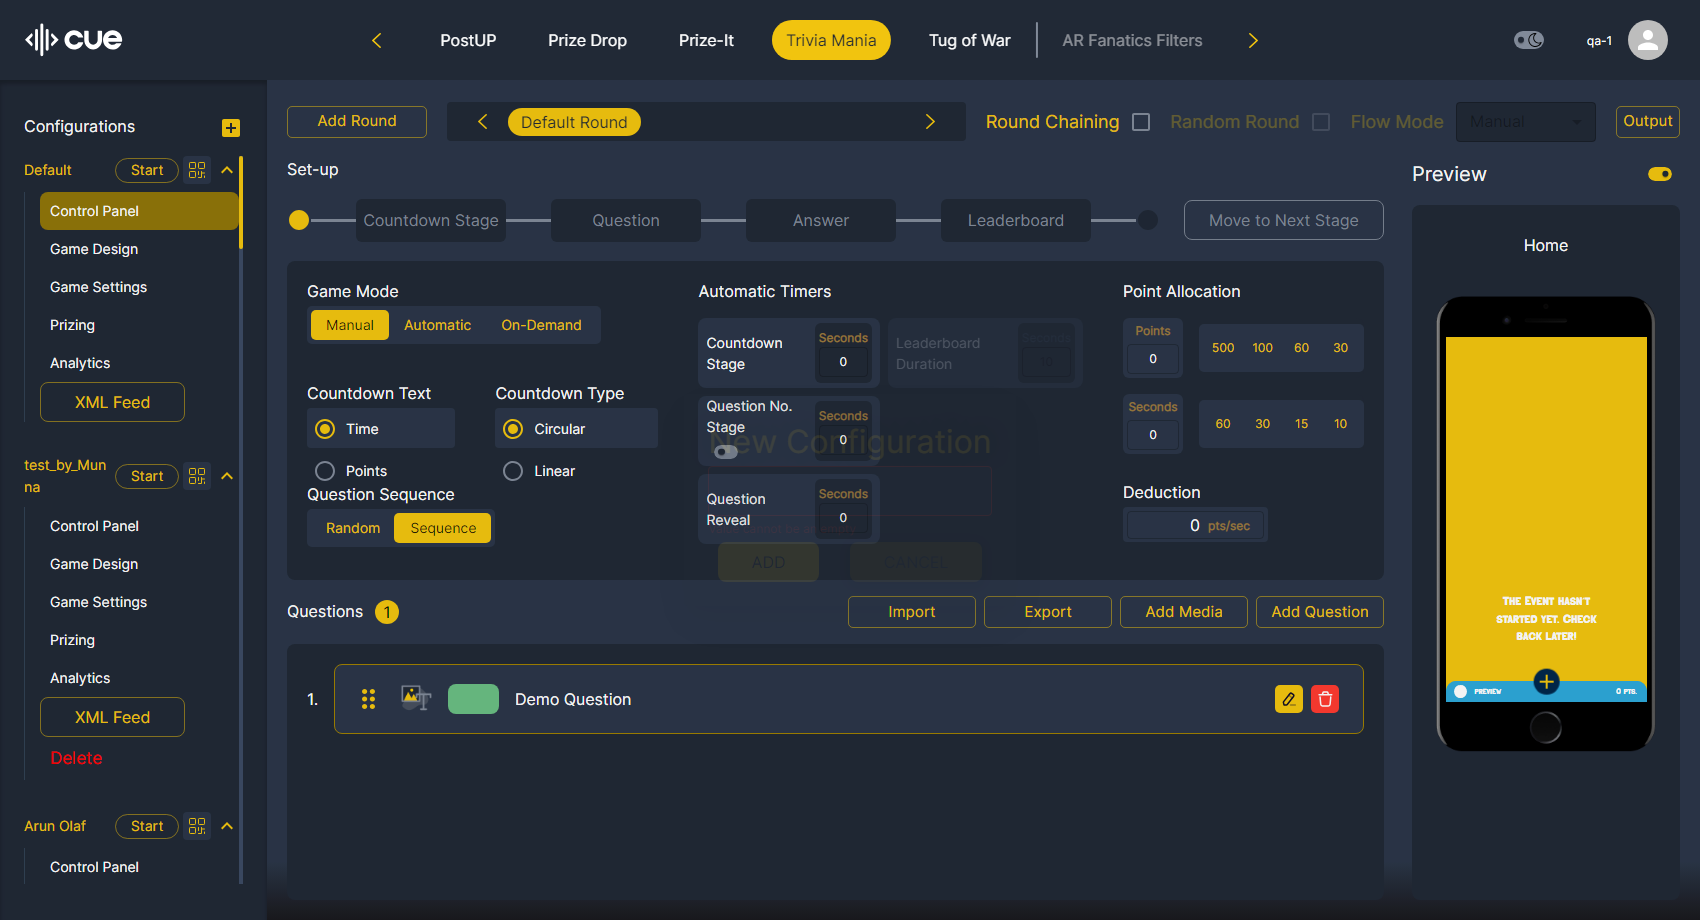 cue
PostUP
Prize Drop
Prize-It
Trivia Mania
Tug of War
AR Fanatics Filters
qa-1
Configurations
Default
Start
Control Panel
Game Design
Game Settings
Prizing
Analytics
XML Feed
test_by_Mun
na
Start
Control Panel
Game Design
Game Settings
Prizing
Analytics
XML Feed
Delete
Arun Olaf
Start
Control Panel
Add Round
Default Round
Round Chaining
Random Round
Flow Mode
Manual
Output
Set-up
Countdown Stage
Question
Answer
Leaderboard
Move to Next Stage
Game Mode
Manual
Automatic
On-Demand
Countdown Text
Time
Points
Countdown Type
Circular
Linear
Question Sequence
Random
Sequence
Automatic Timers
Countdown
Stage
Seconds
0
Leaderboard
Duration
Seconds
10
Question No.
Stage
Seconds
0
New Configuration
Question
Reveal
Seconds
0
ADD
CANCEL
Point Allocation
Points
0
500
100
60
30
Seconds
0
60
30
15
10
Deduction
0 pts/sec
Questions
1
Import
Export
Add Media
Add Question
1.
Demo Question
Preview
Home
The Event hasn't
started yet. Check
back later!
PREVIEW
0 PTS.